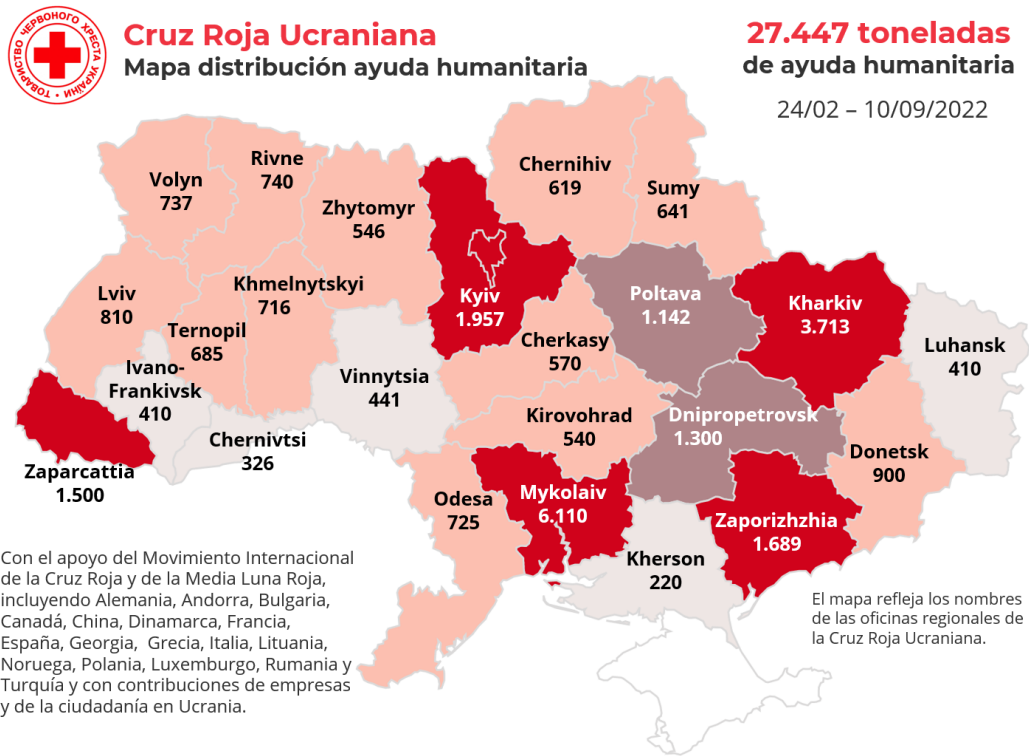 ТОВАРИСТВО ЧЕРВОНОГО ХРЕСТА УКРАЇНИ
Cruz Roja Ucraniana
Mapa distribución ayuda humanitaria
27.447 toneladas
de ayuda humanitaria
24/02 – 10/09/2022
Volyn
737
Rivne
740
Zhytomyr
546
Chernihiv
619
Sumy
641
Lviv
810
Khmelnytskyi
716
Ternopil
685
Kyiv
1.957
Poltava
1.142
Kharkiv
3.713
Luhansk
410
Cherkasy
570
Ivano-
Frankivsk
410
Vinnytsia
441
Kirovohrad
540
Dnipropetrovsk
1.300
Donetsk
900
Chernivtsi
326
Zaparcattia
1.500
Odesa
725
Mykolaiv
6.110
Zaporizhzhia
1.689
Kherson
220
Con el apoyo del Movimiento Internacional
de la Cruz Roja y de la Media Luna Roja,
incluyendo Alemania, Andorra, Bulgaria,
Canadá, China, Dinamarca, Francia,
España, Georgia,  Grecia, Italia, Lituania,
Noruega, Polania, Luxemburgo, Rumania y
Turquía y con contribuciones de empresas
y de la ciudadanía en Ucrania.
El mapa refleja los nombres
de las oficinas regionales de
la Cruz Roja Ucraniana.